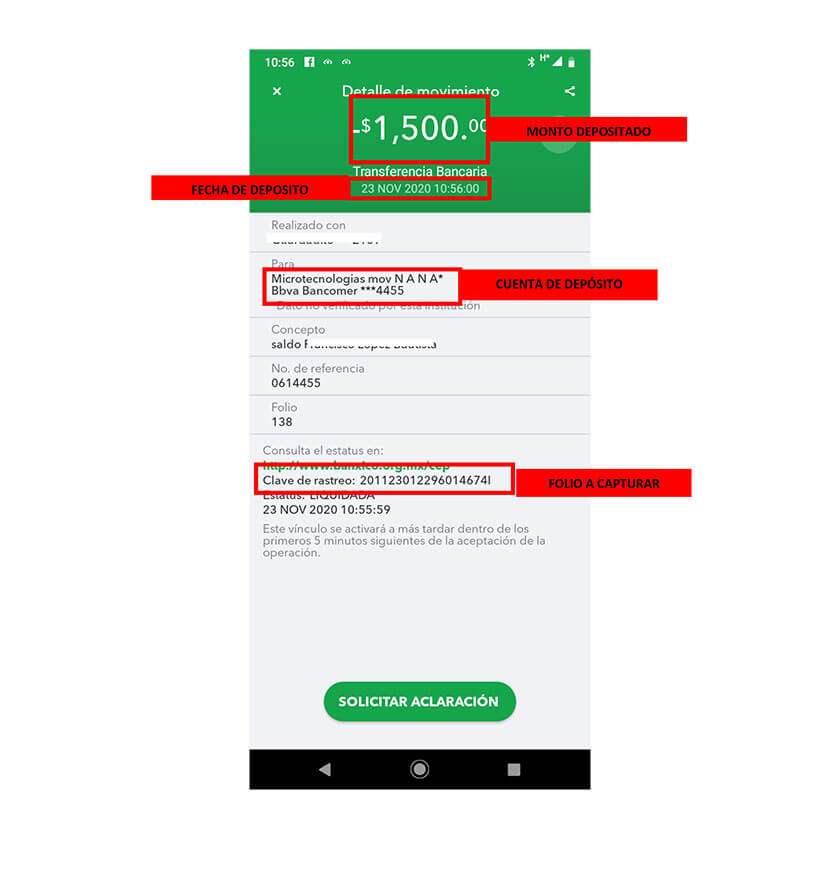 10:56
H+
Detalle de movimiento
-$1,500.00
MONTO DEPOSITADO
Transferencia Bancaria
FECHA DE DEPOSITO
23 NOV 2020 10:56:00
Realizado con
Para
Microtecnologias mov N A N A*
Bbva Bancomer ***4455
CUENTA DE DEPÓSITO
Dato no verificado por esta institución
Concepto
saldo Francisco Lopez Bautista
No. de referencia
0614455
Folio
138
Consulta el estatus en:
http://www.banxico.org.mx/cep
Clave de rastreo: 201123012296014674I
FOLIO A CAPTURAR
Estatus: LIQUIDADA
23 NOV 2020 10:55:59
Este vínculo se activará a más tardar dentro de los
primeros 5 minutos siguientes de la aceptación de la
operación.
SOLICITAR ACLARACIÓN